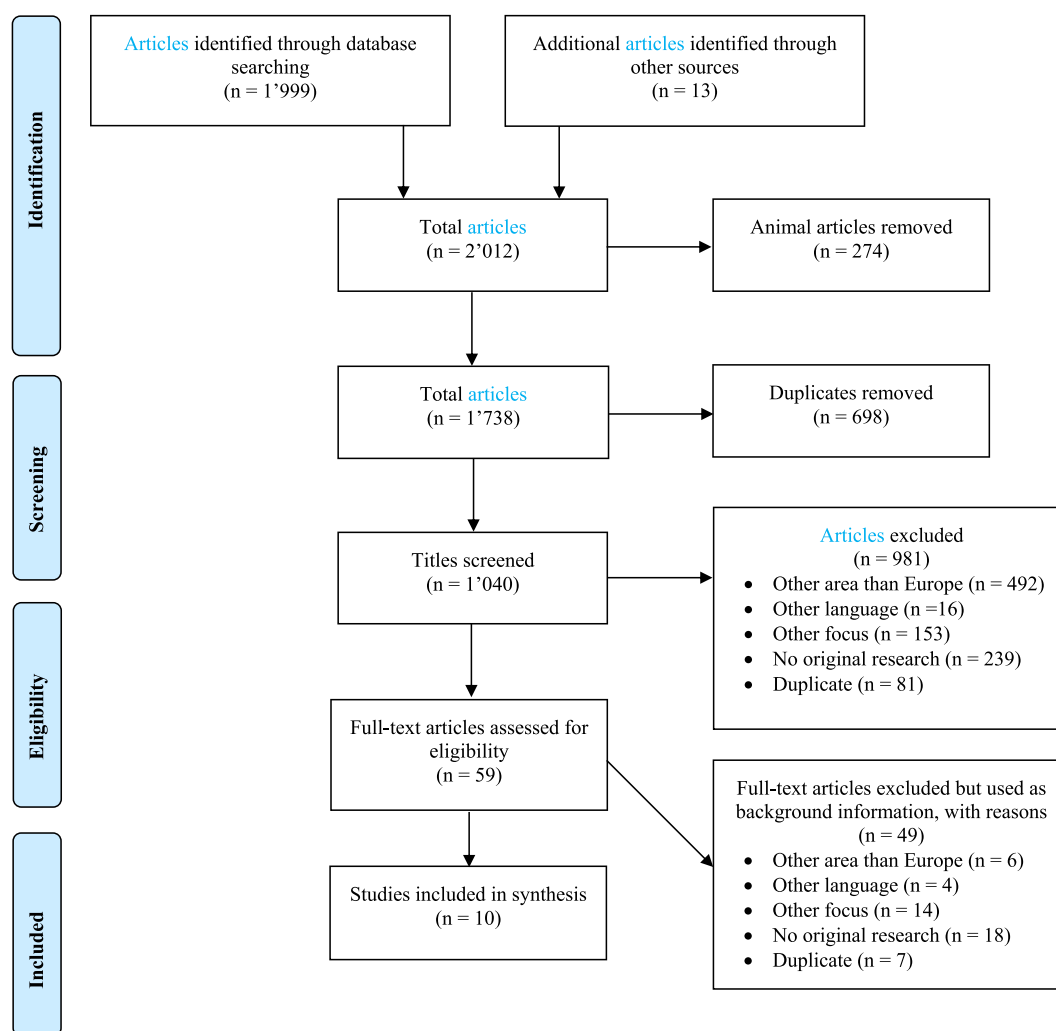 Identification
Articles identified through database
searching
(n = 1’999)
Additional articles identified through
other sources
(n = 13)
Total articles
(n = 2’012)
Animal articles removed
(n = 274)
Screening
Total articles
(n = 1’738)
Duplicates removed
(n = 698)
Titles screened
(n = 1’040)
Articles excluded
(n = 981)
• Other area than Europe (n = 492)
• Other language (n =16)
• Other focus (n = 153)
• No original research (n = 239)
• Duplicate (n = 81)
Eligibility
Full-text articles assessed for
eligibility
(n = 59)
Full-text articles excluded but used as
background information, with reasons
(n = 49)
• Other area than Europe (n = 6)
• Other language (n = 4)
• Other focus (n = 14)
• No original research (n = 18)
• Duplicate (n = 7)
Included
Studies included in synthesis
(n = 10)